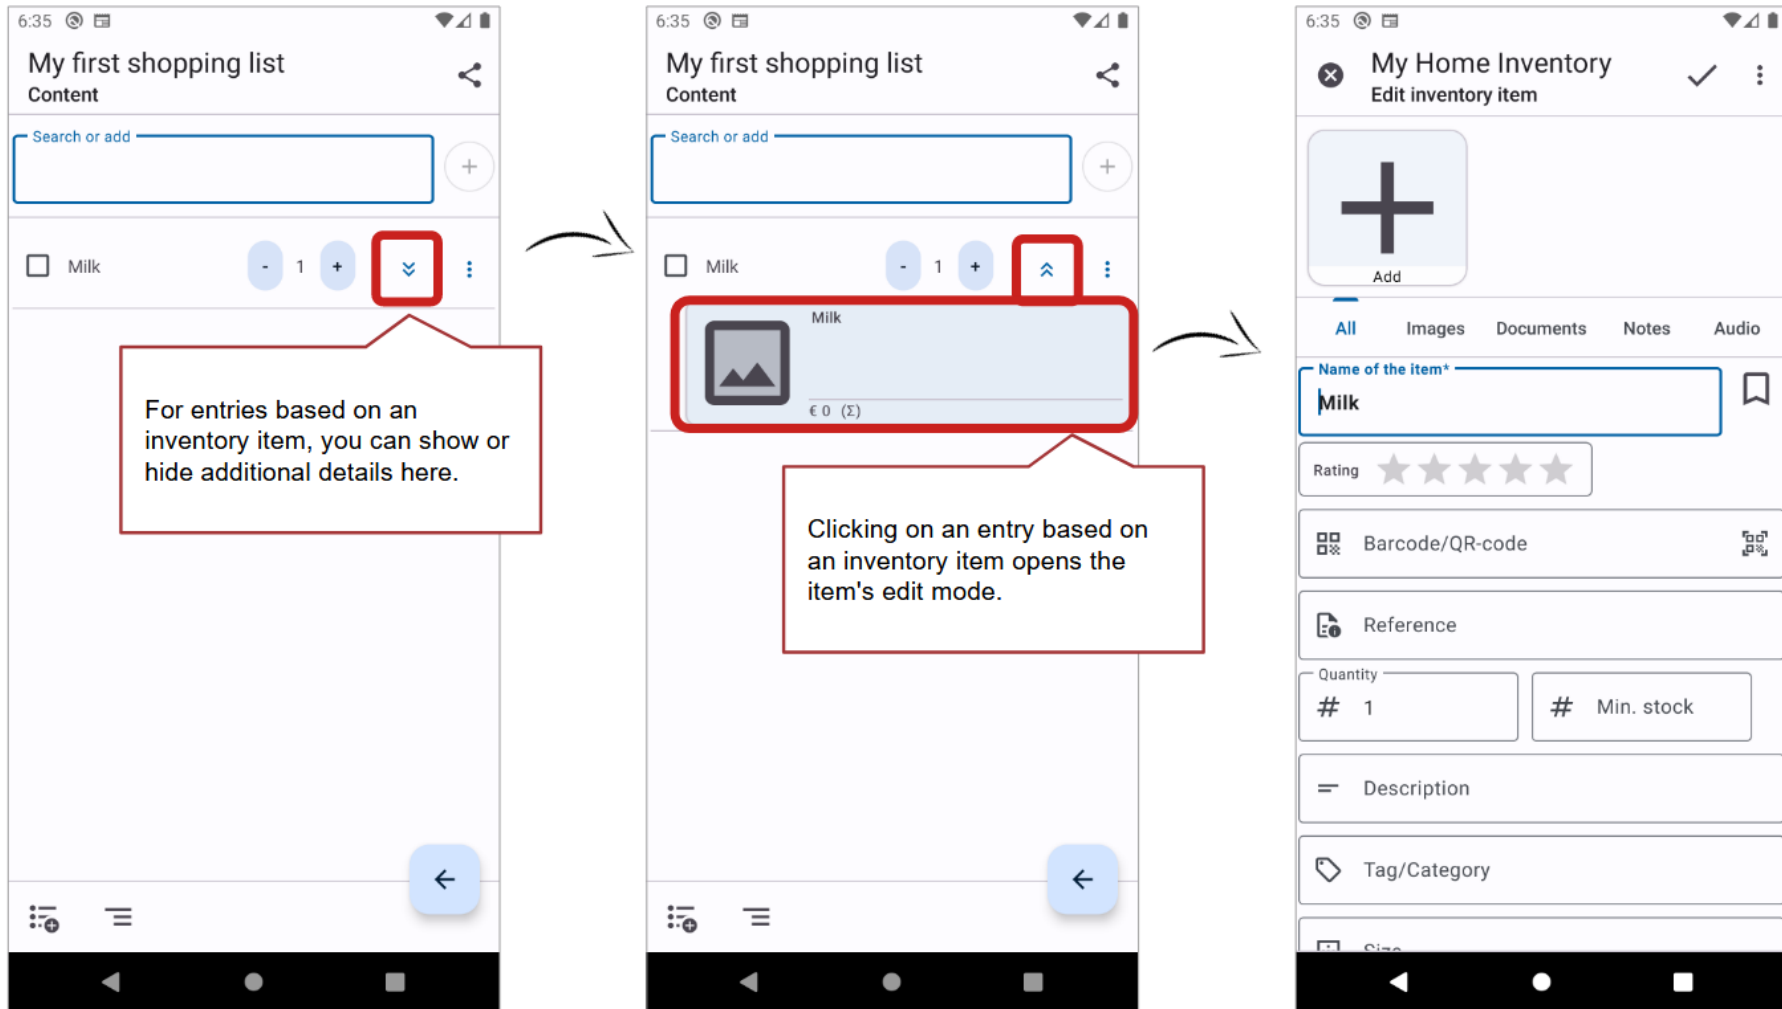 6:35
My first shopping list
Content
Search or add
+
Milk
- 1 +
For entries based on an
inventory item, you can show or
hide additional details here.
6:35
My first shopping list
Content
Search or add
+
Milk
- 1 +
Milk
€ 0 (Σ)
Clicking on an entry based on
an inventory item opens the
item's edit mode.
6:35
My Home Inventory
Edit inventory item
Add
All Images Documents Notes Audio
Name of the item*
Milk
Rating
Barcode/QR-code
Reference
Quantity
# 1
# Min. stock
Description
Tag/Category
Size